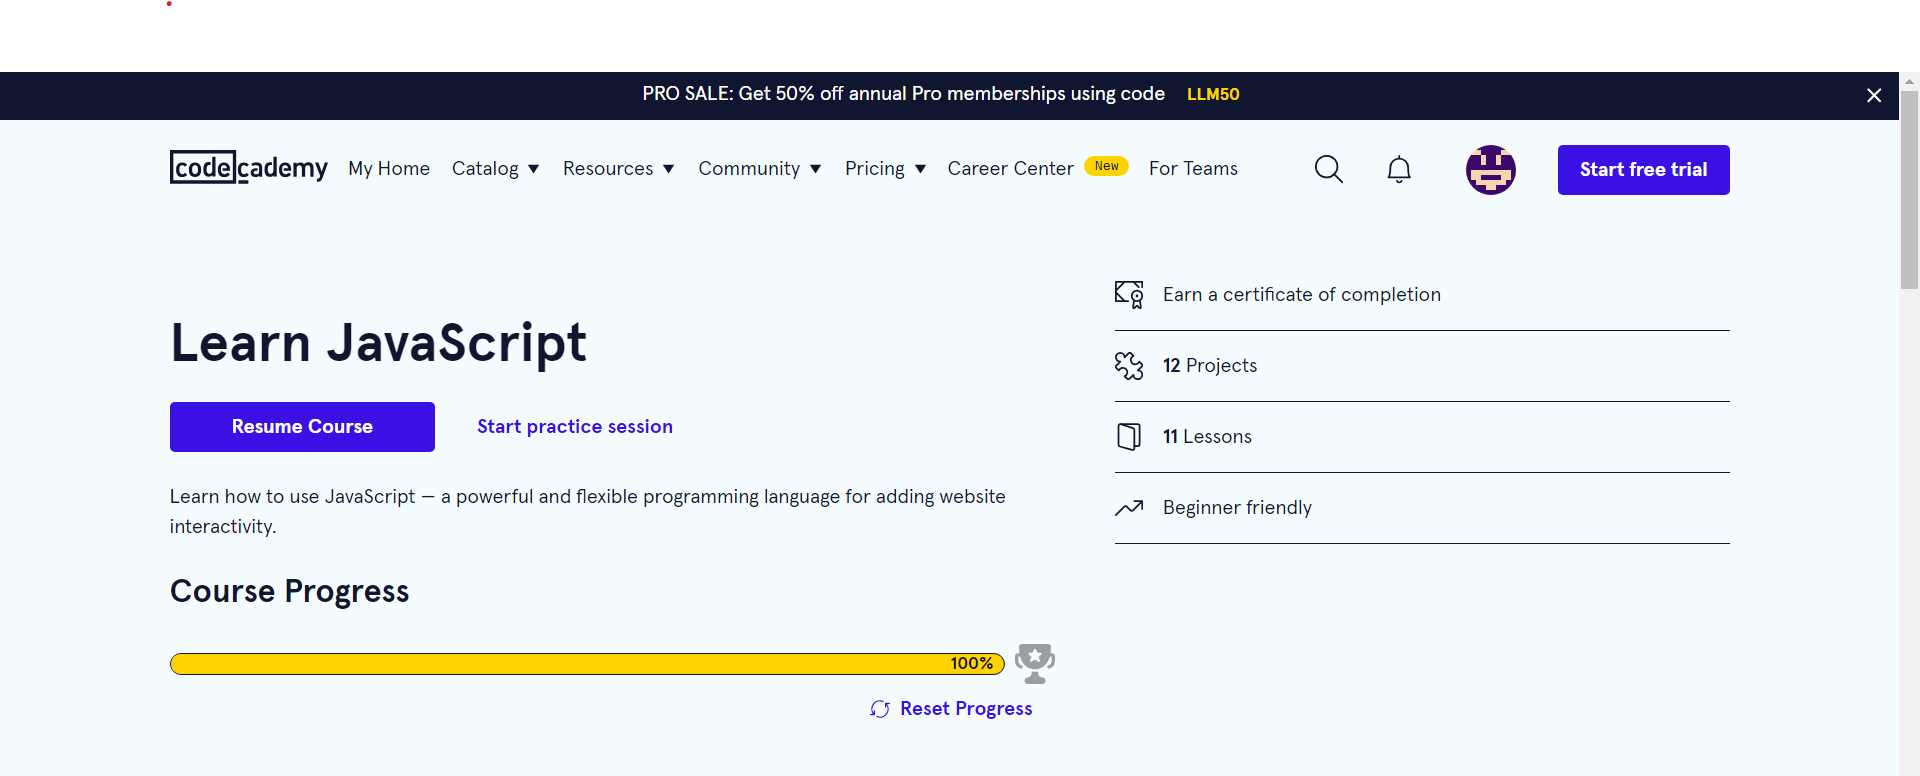 PRO SALE: Get 50% off annual Pro memberships using code LLM50
codecademy My Home Catalog Resources Community Pricing Career Center New For Teams Start free trial
Learn JavaScript
Resume Course Start practice session
Learn how to use JavaScript — a powerful and flexible programming language for adding website
interactivity.
Course Progress
100%
Reset Progress
Earn a certificate of completion
12 Projects
11 Lessons
Beginner friendly